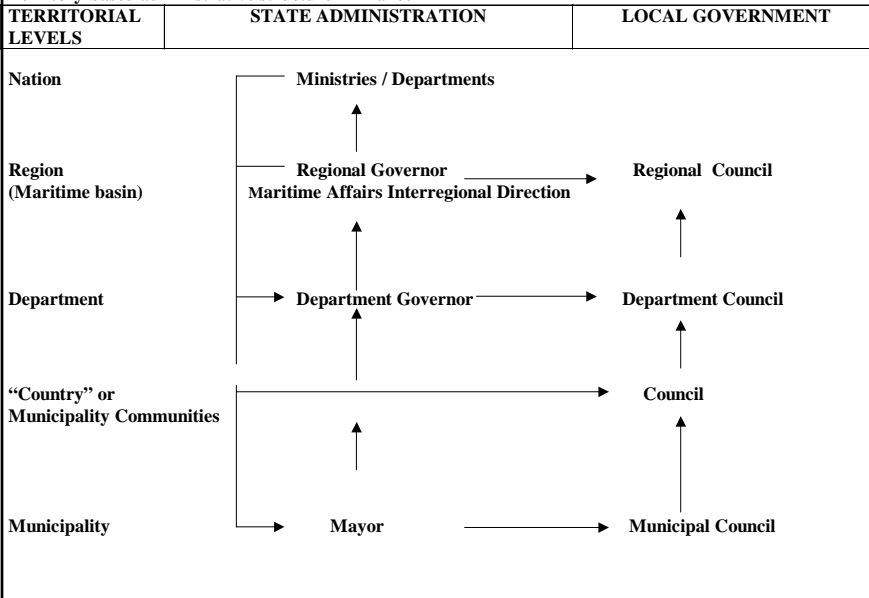 TERRITORIAL LEVELS STATE ADMINISTRATION LOCAL GOVERNMENT
Nation Ministries / Departments
Region Regional Governor Regional Council
(Maritime basin) Maritime Affairs Interregional Direction
Department Department Governor Department Council
“Country” or Council
Municipality Communities
Municipality Mayor Municipal Council